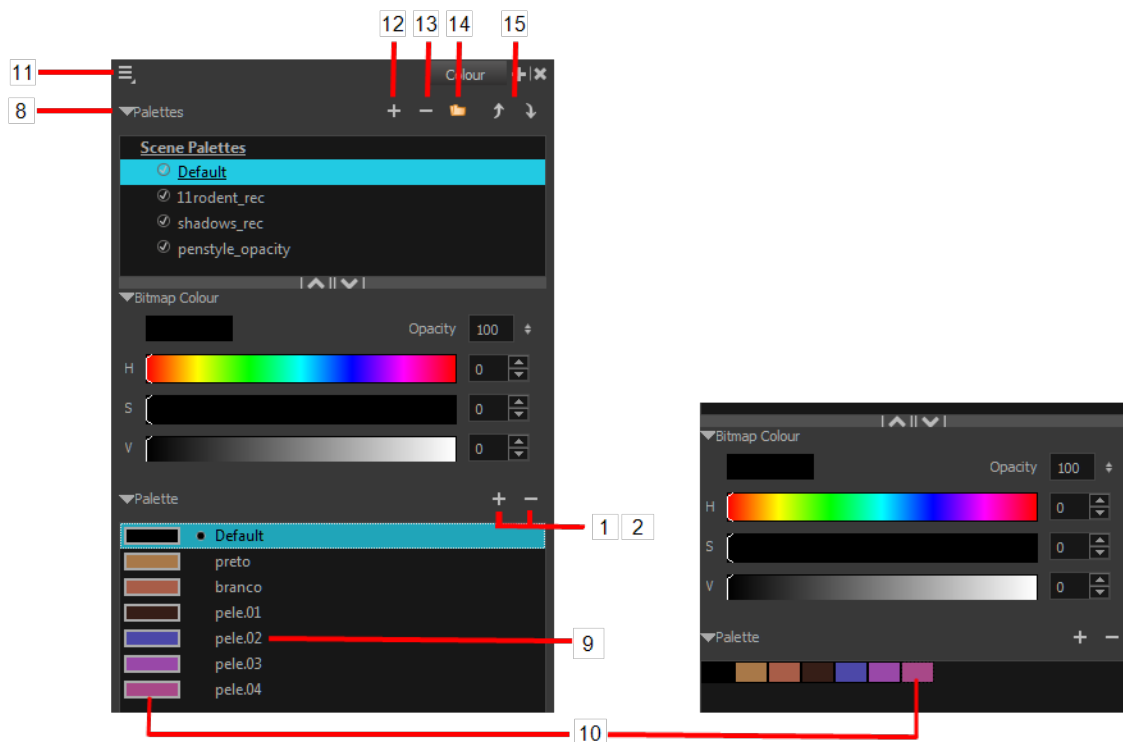 12 13 14 15
11
Colour
8
Palettes
Scene Palettes
Default
11rodent_rec
shadows_rec
penstyle_opacity
Bitmap Colour
Opacity 100
H 0
S 0
V 0
Palette
1 2
Default
preto
branco
pele.01
pele.02
9
pele.03
pele.04
10
Bitmap Colour
Opacity 100
H 0
S 0
V 0
Palette